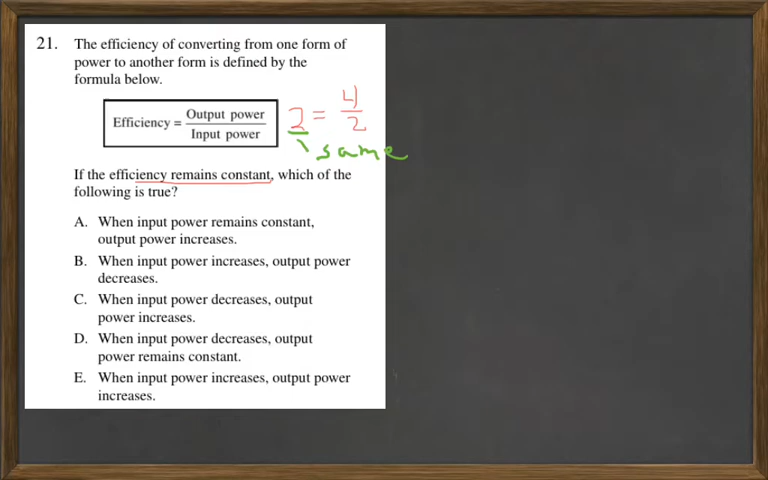 21. The efficiency of converting from one form of
power to another form is defined by the
formula below.
Efficiency = Output power / Input power
2 = 4 / 2
same
If the efficiency remains constant, which of the
following is true?
A. When input power remains constant,
output power increases.
B. When input power increases, output power
decreases.
C. When input power decreases, output
power increases.
D. When input power decreases, output
power remains constant.
E. When input power increases, output power
increases.